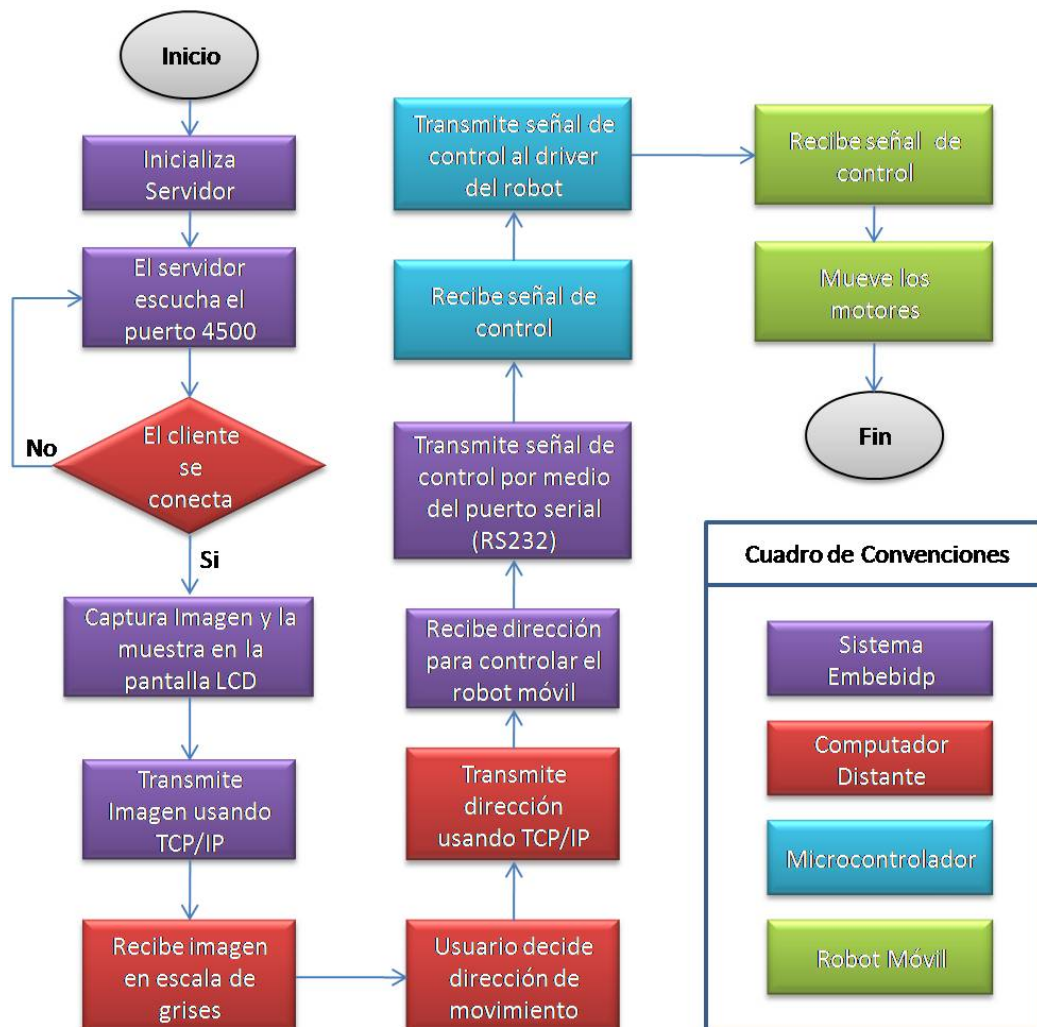 Inicio
Inicializa
Servidor
El servidor
escucha el
puerto 4500
El cliente
se
conecta
No
Si
Captura Imagen y la
muestra en la
pantalla LCD
Transmite
Imagen usando
TCP/IP
Recibe imagen
en escala de
grises
Usuario decide
dirección de
movimiento
Transmite
dirección
usando TCP/IP
Recibe dirección
para controlar el
robot móvil
Transmite señal de
control por medio
del puerto serial
(RS232)
Recibe señal de
control
Transmite señal de
control al driver
del robot
Recibe señal de
control
Mueve los
motores
Fin
Cuadro de Convenciones
Sistema
Embebidp
Computador
Distante
Microcontrolador
Robot Móvil